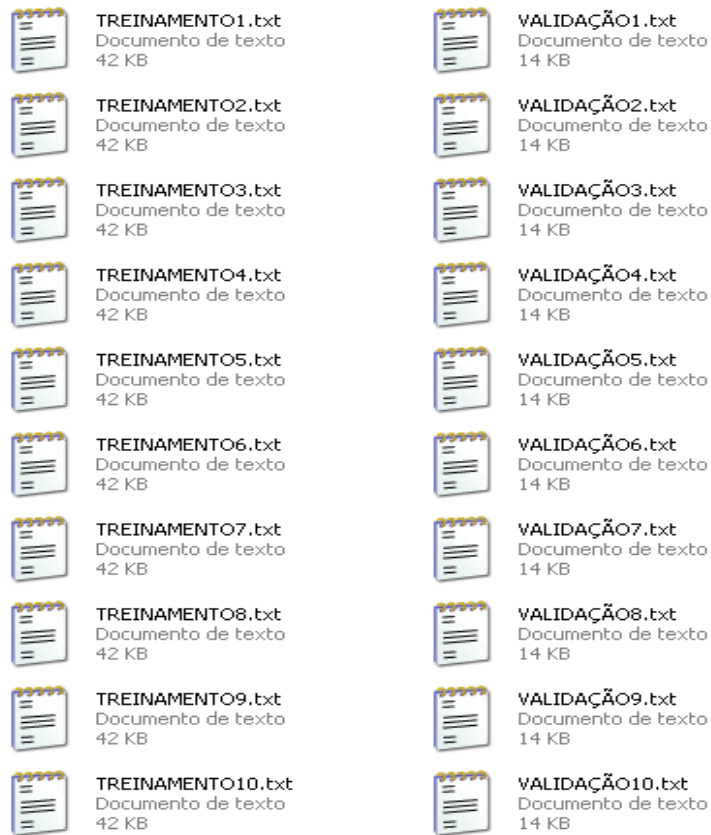 TREINAMENTO1.txt
Documento de texto
42 KB
VALIDAÇÃO1.txt
Documento de texto
14 KB
TREINAMENTO2.txt
Documento de texto
42 KB
VALIDAÇÃO2.txt
Documento de texto
14 KB
TREINAMENTO3.txt
Documento de texto
42 KB
VALIDAÇÃO3.txt
Documento de texto
14 KB
TREINAMENTO4.txt
Documento de texto
42 KB
VALIDAÇÃO4.txt
Documento de texto
14 KB
TREINAMENTO5.txt
Documento de texto
42 KB
VALIDAÇÃO5.txt
Documento de texto
14 KB
TREINAMENTO6.txt
Documento de texto
42 KB
VALIDAÇÃO6.txt
Documento de texto
14 KB
TREINAMENTO7.txt
Documento de texto
42 KB
VALIDAÇÃO7.txt
Documento de texto
14 KB
TREINAMENTO8.txt
Documento de texto
42 KB
VALIDAÇÃO8.txt
Documento de texto
14 KB
TREINAMENTO9.txt
Documento de texto
42 KB
VALIDAÇÃO9.txt
Documento de texto
14 KB
TREINAMENTO10.txt
Documento de texto
42 KB
VALIDAÇÃO10.txt
Documento de texto
14 KB